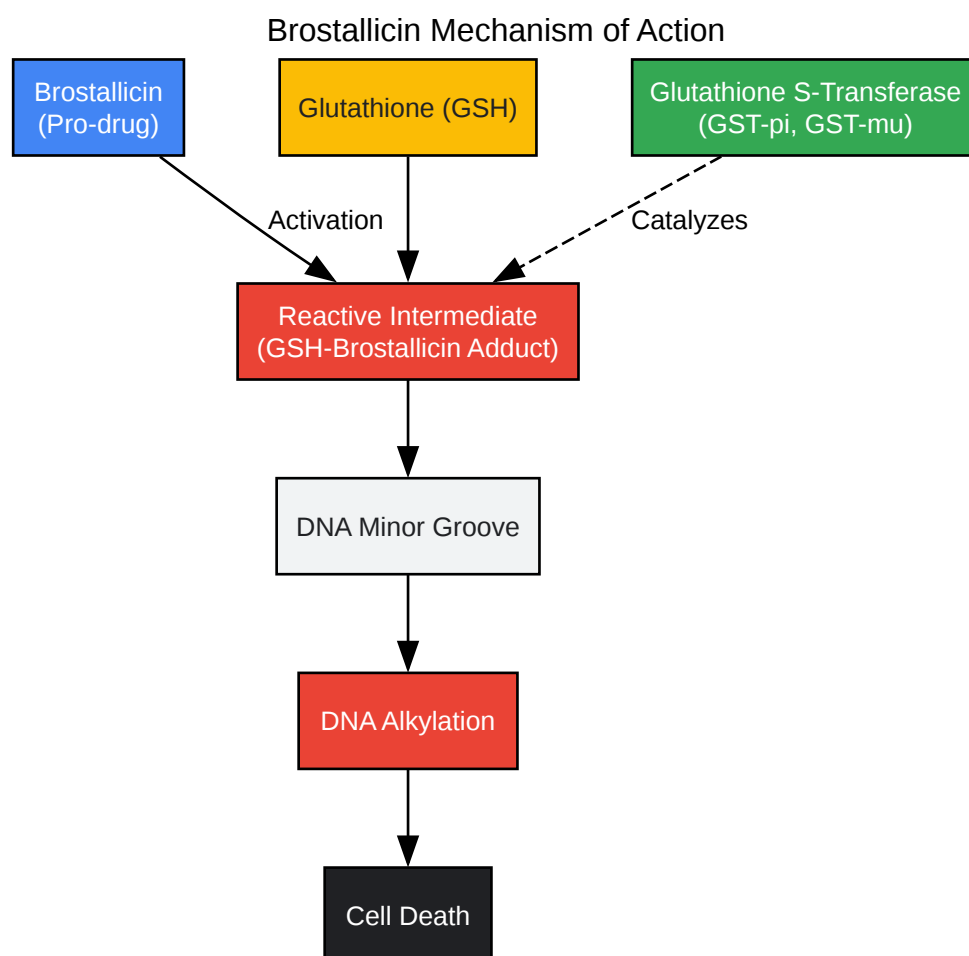 Brostallicin Mechanism of Action
Brostallicin
(Pro-drug)
Glutathione (GSH)
Glutathione S-Transferase
(GST-pi, GST-mu)
Activation
Catalyzes
Reactive Intermediate
(GSH-Brostallicin Adduct)
DNA Minor Groove
DNA Alkylation
Cell Death